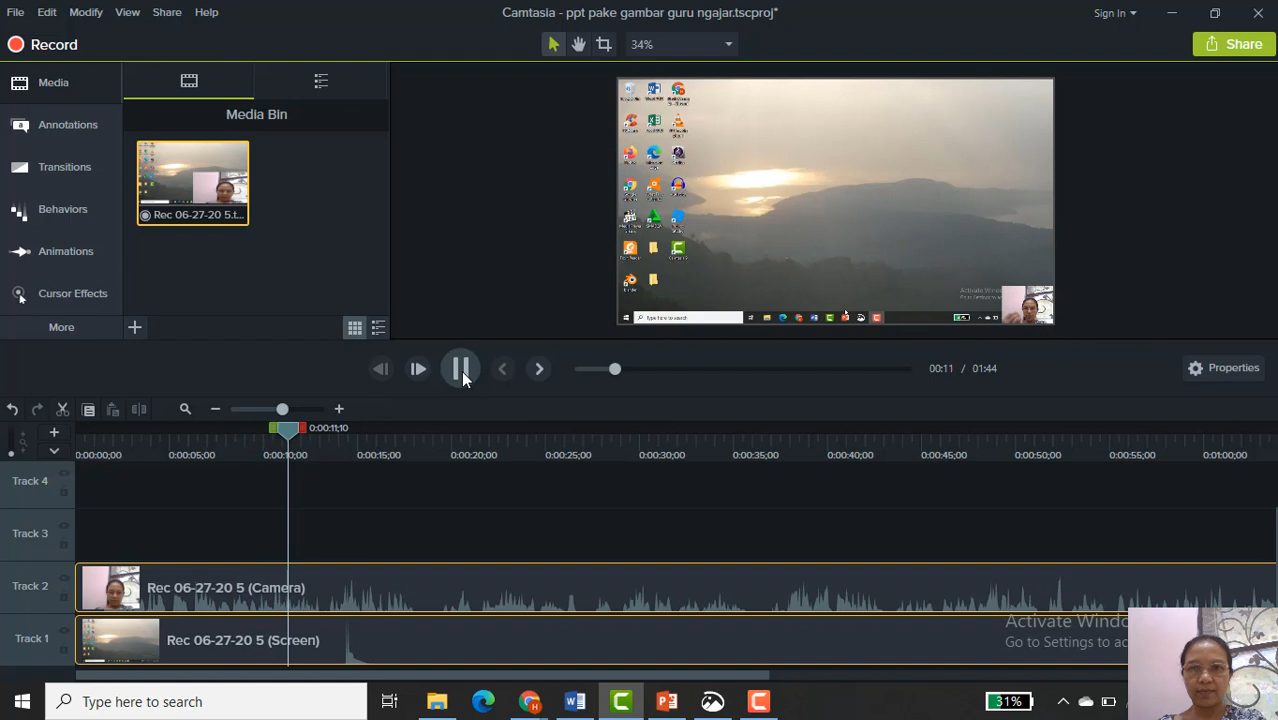 File Edit Modify View Share Help
Camtasia - ppt pake gambar guru ngajar.tscproj*
Sign In
Record
34%
Share
Media
Annotations
Transitions
Behaviors
Animations
Cursor Effects
More
Media Bin
Rec 06-27-20 5.t...
Type here to search
00:11 / 01:44
Properties
0:00:11;10
0:00:00;00 0:00:05;00 0:00:10;00 0:00:15;00 0:00:20;00 0:00:25;00 0:00:30;00 0:00:35;00 0:00:40;00 0:00:45;00 0:00:50;00 0:00:55;00 0:01:00;00
Track 4
Track 3
Track 2
Rec 06-27-20 5 (Camera)
Track 1
Rec 06-27-20 5 (Screen)
Activate Windo
Go to Settings to ac
Type here to search
31%